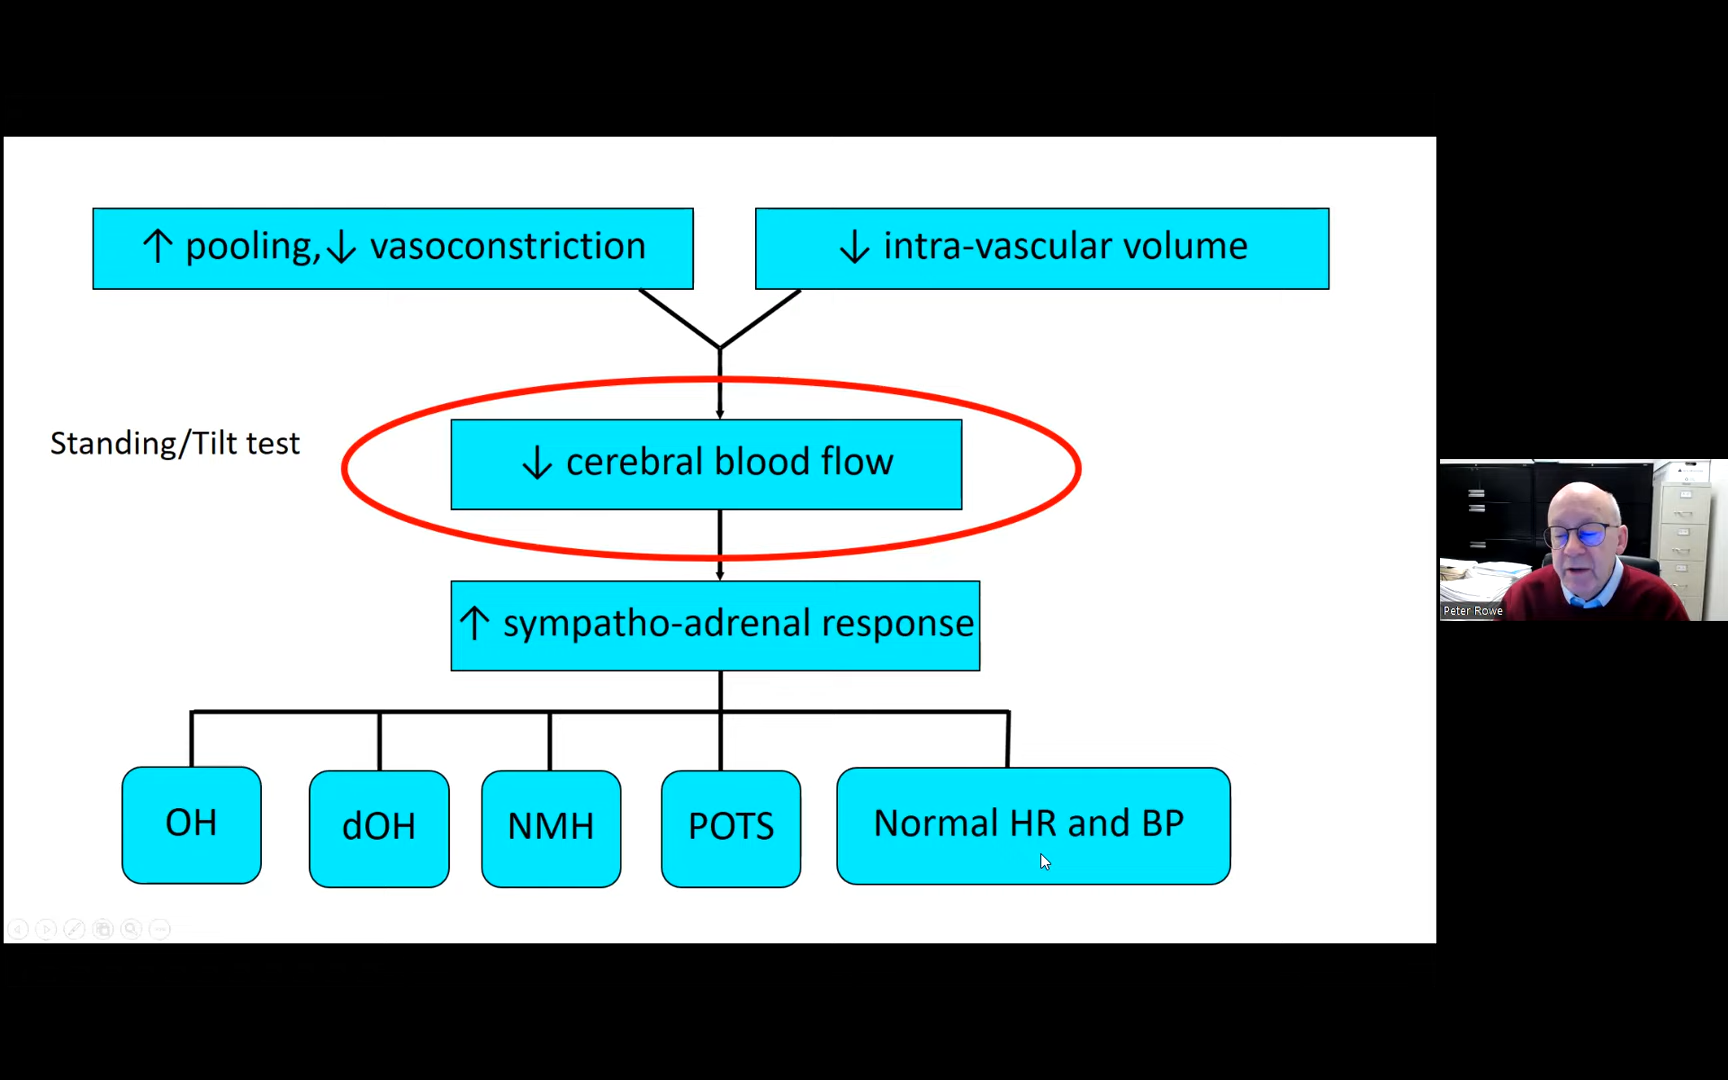 ↑ pooling,↓ vasoconstriction
↓ intra-vascular volume
Standing/Tilt test
↓ cerebral blood flow
↑ sympatho-adrenal response
OH
dOH
NMH
POTS
Normal HR and BP
Peter Rowe